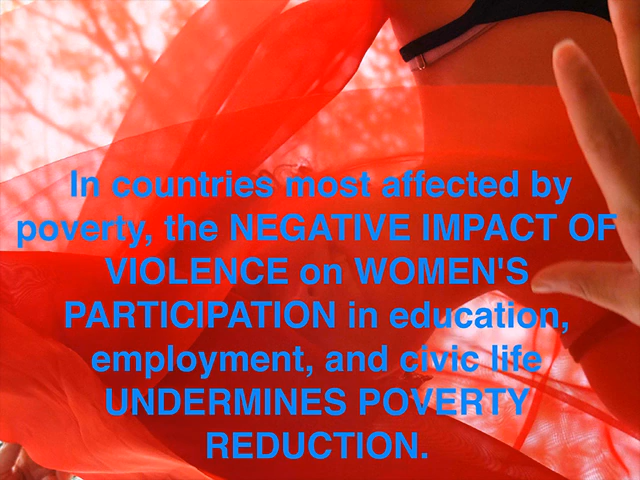 In countries most affected by
poverty, the NEGATIVE IMPACT OF
VIOLENCE on WOMEN'S
PARTICIPATION in education,
employment, and civic life
UNDERMINES POVERTY
REDUCTION.